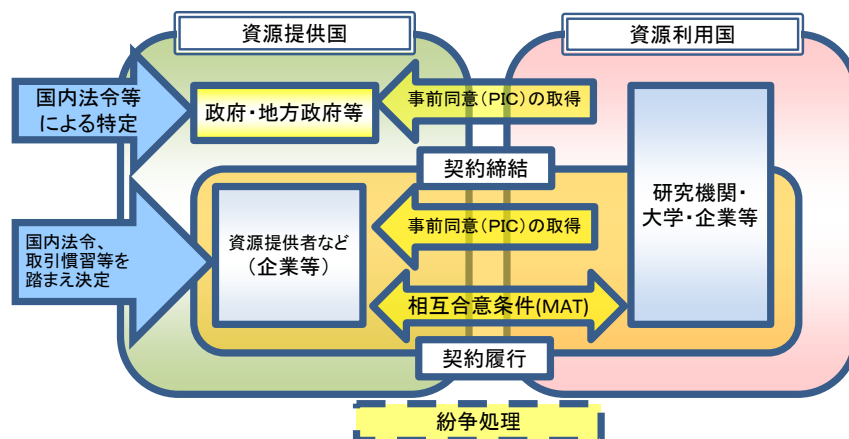 資源提供国
資源利用国
国内法令等
による特定
政府・地方政府等
事前同意(PIC)の取得
契約締結
国内法令、
取引慣習等を
踏まえ決定
資源提供者など
(企業等)
事前同意(PIC)の取得
研究機関・
大学・企業等
相互合意条件(MAT)
契約履行
紛争処理